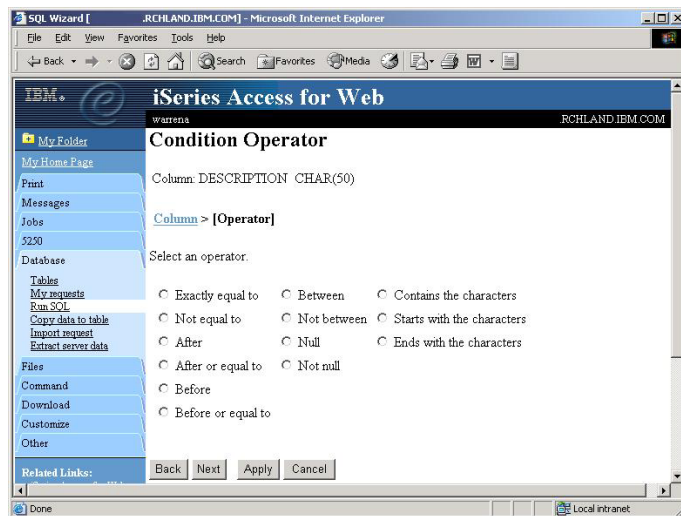 SQL Wizard [ .RCHLAND.IBM.COM] - Microsoft Internet Explorer
File Edit View Favorites Tools Help
Back Search Favorites Media
IBM. iSeries Access for Web
warrena .RCHLAND.IBM.COM
My Folder
My Home Page
Print
Messages
Jobs
5250
Database
Tables
My requests
Run SQL
Copy data to table
Import request
Extract server data
Files
Command
Download
Customize
Other
Related Links:
Condition Operator
Column: DESCRIPTION CHAR(50)
Column > [Operator]
Select an operator.
Exactly equal to Between Contains the characters
Not equal to Not between Starts with the characters
After Null Ends with the characters
After or equal to Not null
Before
Before or equal to
Back Next Apply Cancel
Done Local intranet